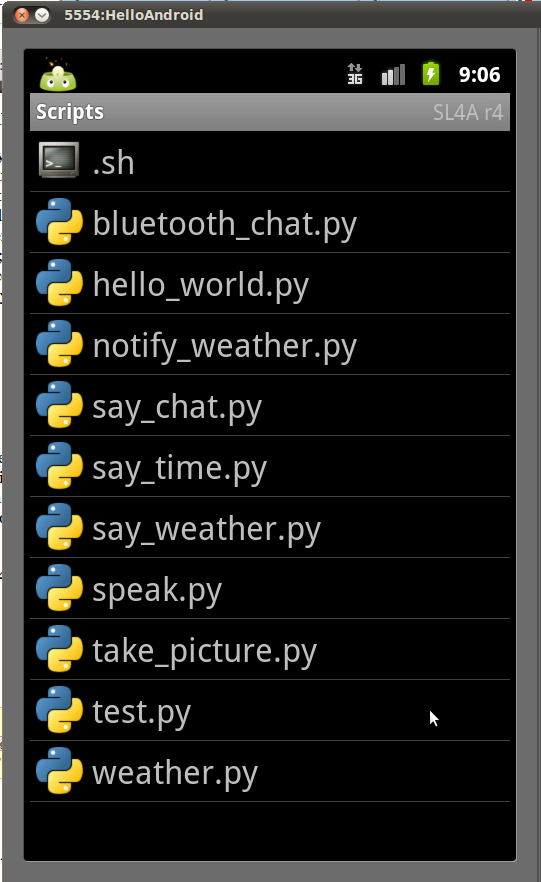 5554:HelloAndroid
3G 9:06
Scripts SL4A r4
>_ .sh
bluetooth_chat.py
hello_world.py
notify_weather.py
say_chat.py
say_time.py
say_weather.py
speak.py
take_picture.py
test.py
weather.py